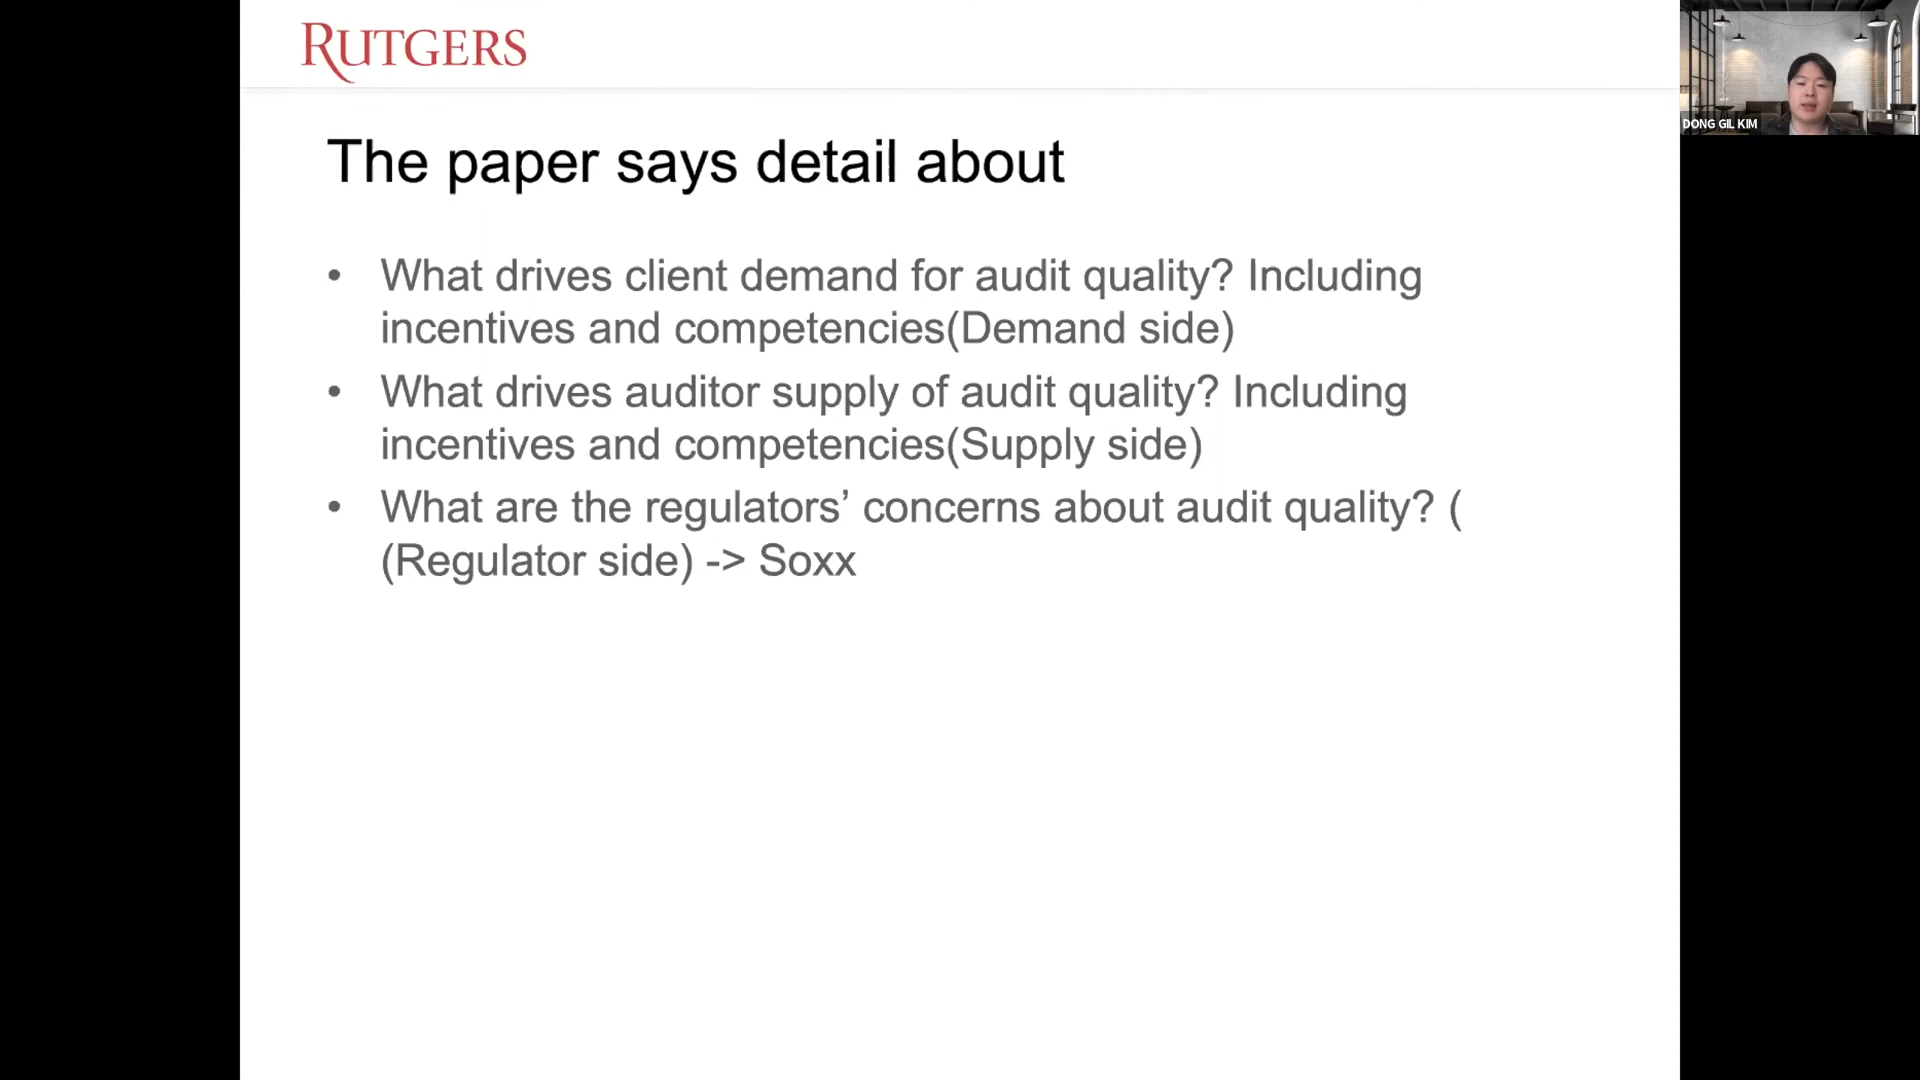 RUTGERS
DONG GIL KIM
The paper says detail about
• What drives client demand for audit quality? Including
incentives and competencies(Demand side)
• What drives auditor supply of audit quality? Including
incentives and competencies(Supply side)
• What are the regulators’ concerns about audit quality? (
(Regulator side) -> Soxx